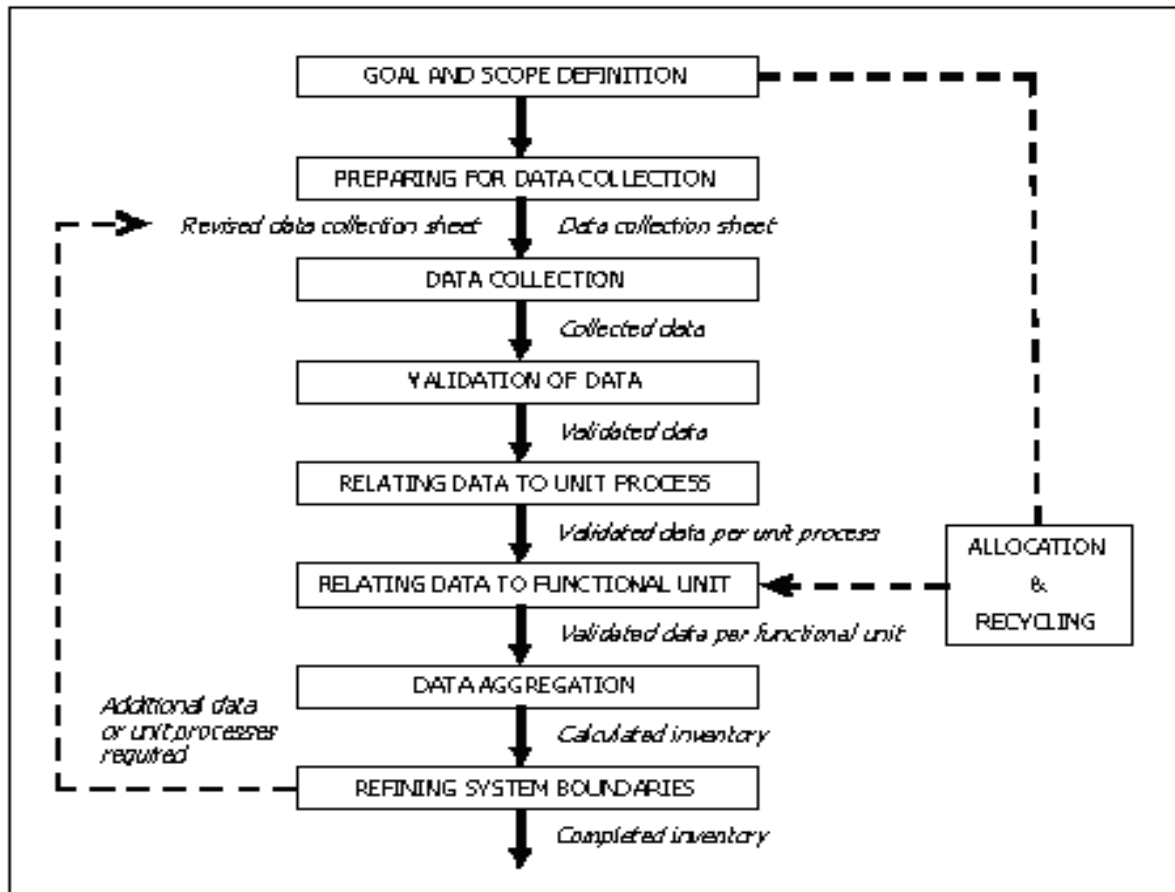 GOAL AND SCOPE DEFINITION
PREPARING FOR DATA COLLECTION
Revised data collection sheet
Data collection sheet
DATA COLLECTION
Collected data
VALIDATION OF DATA
Validated data
RELATING DATA TO UNIT PROCESS
Validated data per unit process
ALLOCATION
&
RECYCLING
RELATING DATA TO FUNCTIONAL UNIT
Validated data per functional unit
DATA AGGREGATION
Additional data
or unit processes
required
Calculated inventory
REFINING SYSTEM BOUNDARIES
Completed inventory